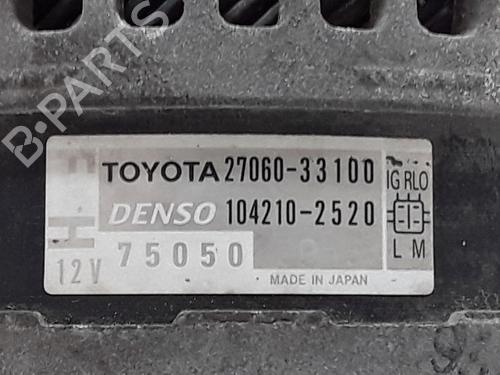 B-PARTS
TOYOTA 27060-33100
DENSO 104210-2520
75050
12V
H
IG RLO
L M
MADE IN JAPAN